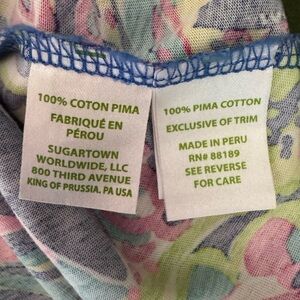 100% COTON PIMA
FABRIQUÉ EN
PÉROU
SUGARTOWN
WORLDWIDE, LLC
800 THIRD AVENUE
KING OF PRUSSIA, PA USA
100% PIMA COTTON
EXCLUSIVE OF TRIM
MADE IN PERU
RN# 88189
SEE REVERSE
FOR CARE